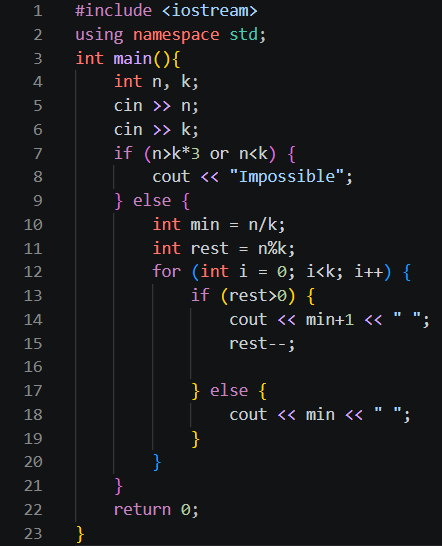 1 #include <iostream>
2 using namespace std;
3 int main(){
4     int n, k;
5     cin >> n;
6     cin >> k;
7     if (n>k*3 or n<k) {
8         cout << "Impossible";
9     } else {
10         int min = n/k;
11         int rest = n%k;
12         for (int i = 0; i<k; i++) {
13             if (rest>0) {
14                 cout << min+1 << " ";
15                 rest--;
16
17             } else {
18                 cout << min << " ";
19             }
20         }
21     }
22     return 0;
23 }